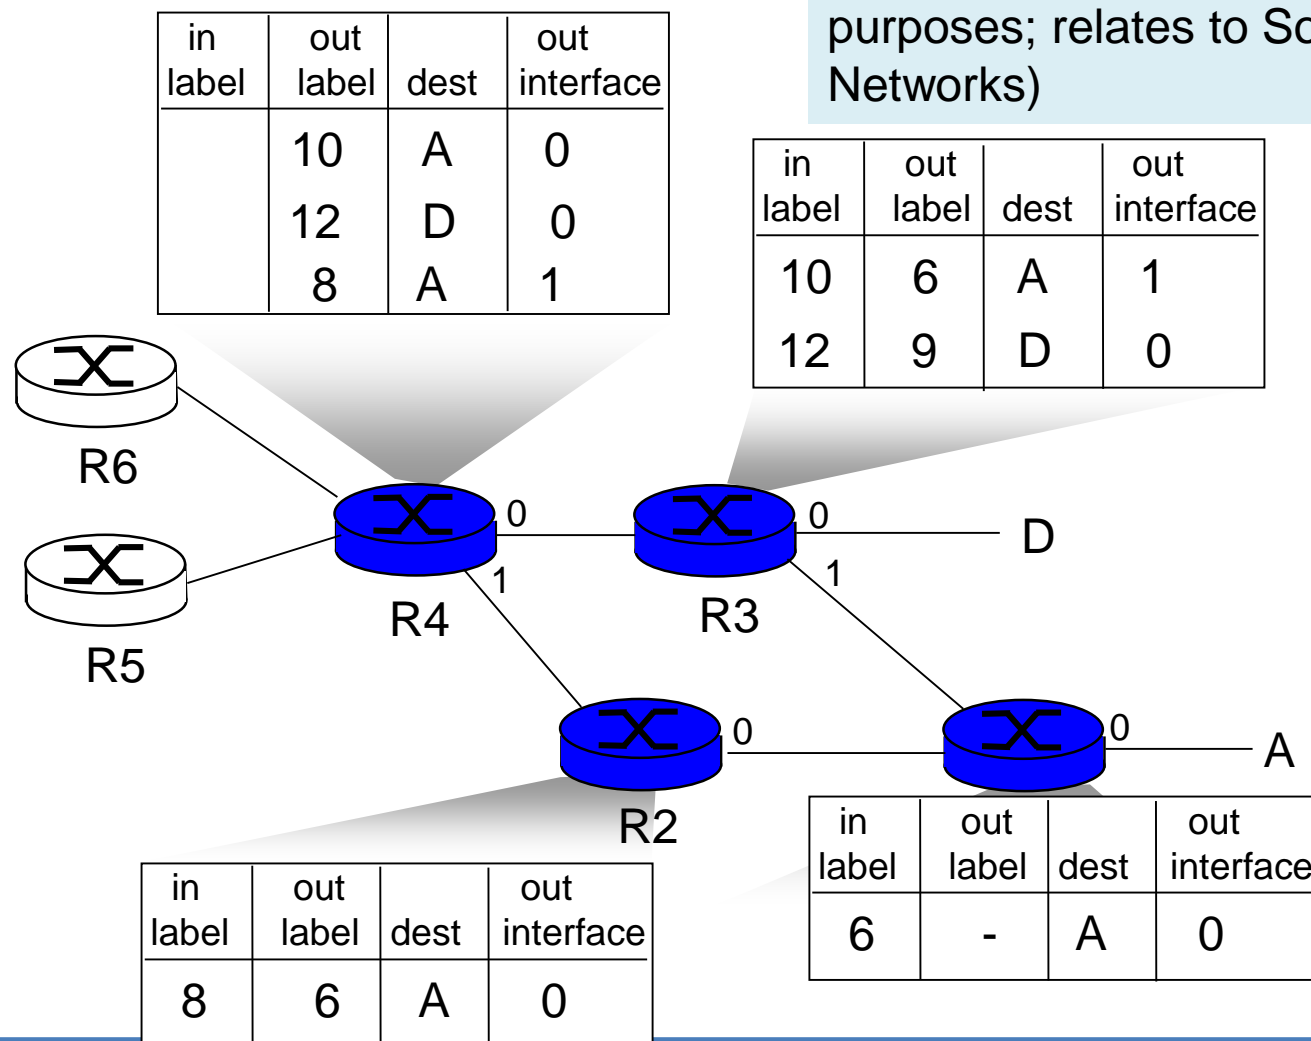 purposes; relates to Sc
Networks)
in out out
label label dest interface
10 A 0
12 D 0
8 A 1
in out out
label label dest interface
10 6 A 1
12 9 D 0
R6
R4
0
1
R3
0
1
D
R5
R2
0
0
A
in out out
label label dest interface
8 6 A 0
in out out
label label dest interface
6 - A 0